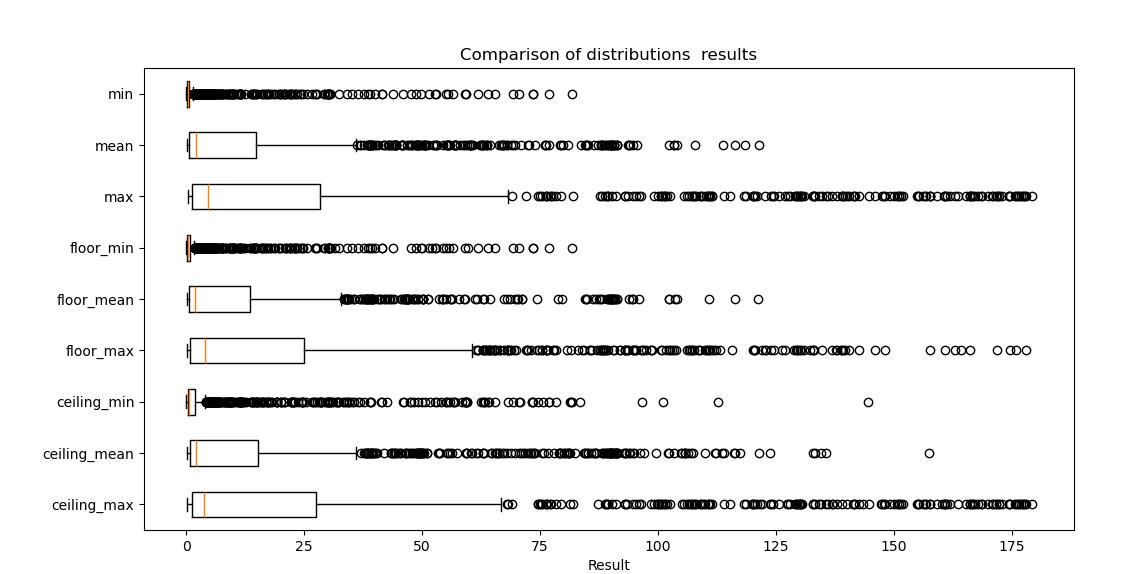 Comparison of distributions  results
min
mean
max
floor_min
floor_mean
floor_max
ceiling_min
ceiling_mean
ceiling_max
0 25 50 75 100 125 150 175
Result